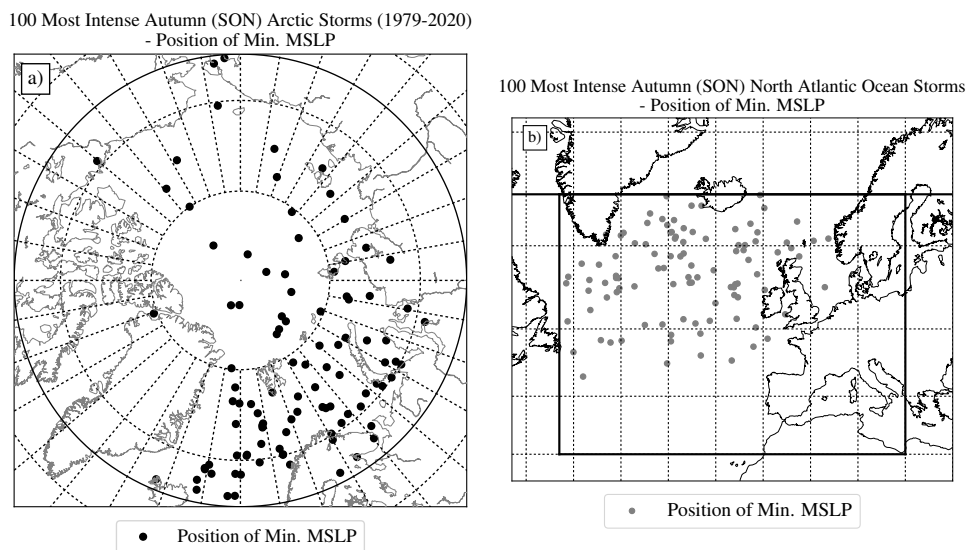 100 Most Intense Autumn (SON) Arctic Storms (1979-2020)
- Position of Min. MSLP
a)
Position of Min. MSLP
100 Most Intense Autumn (SON) North Atlantic Ocean Storms
- Position of Min. MSLP
b)
Position of Min. MSLP